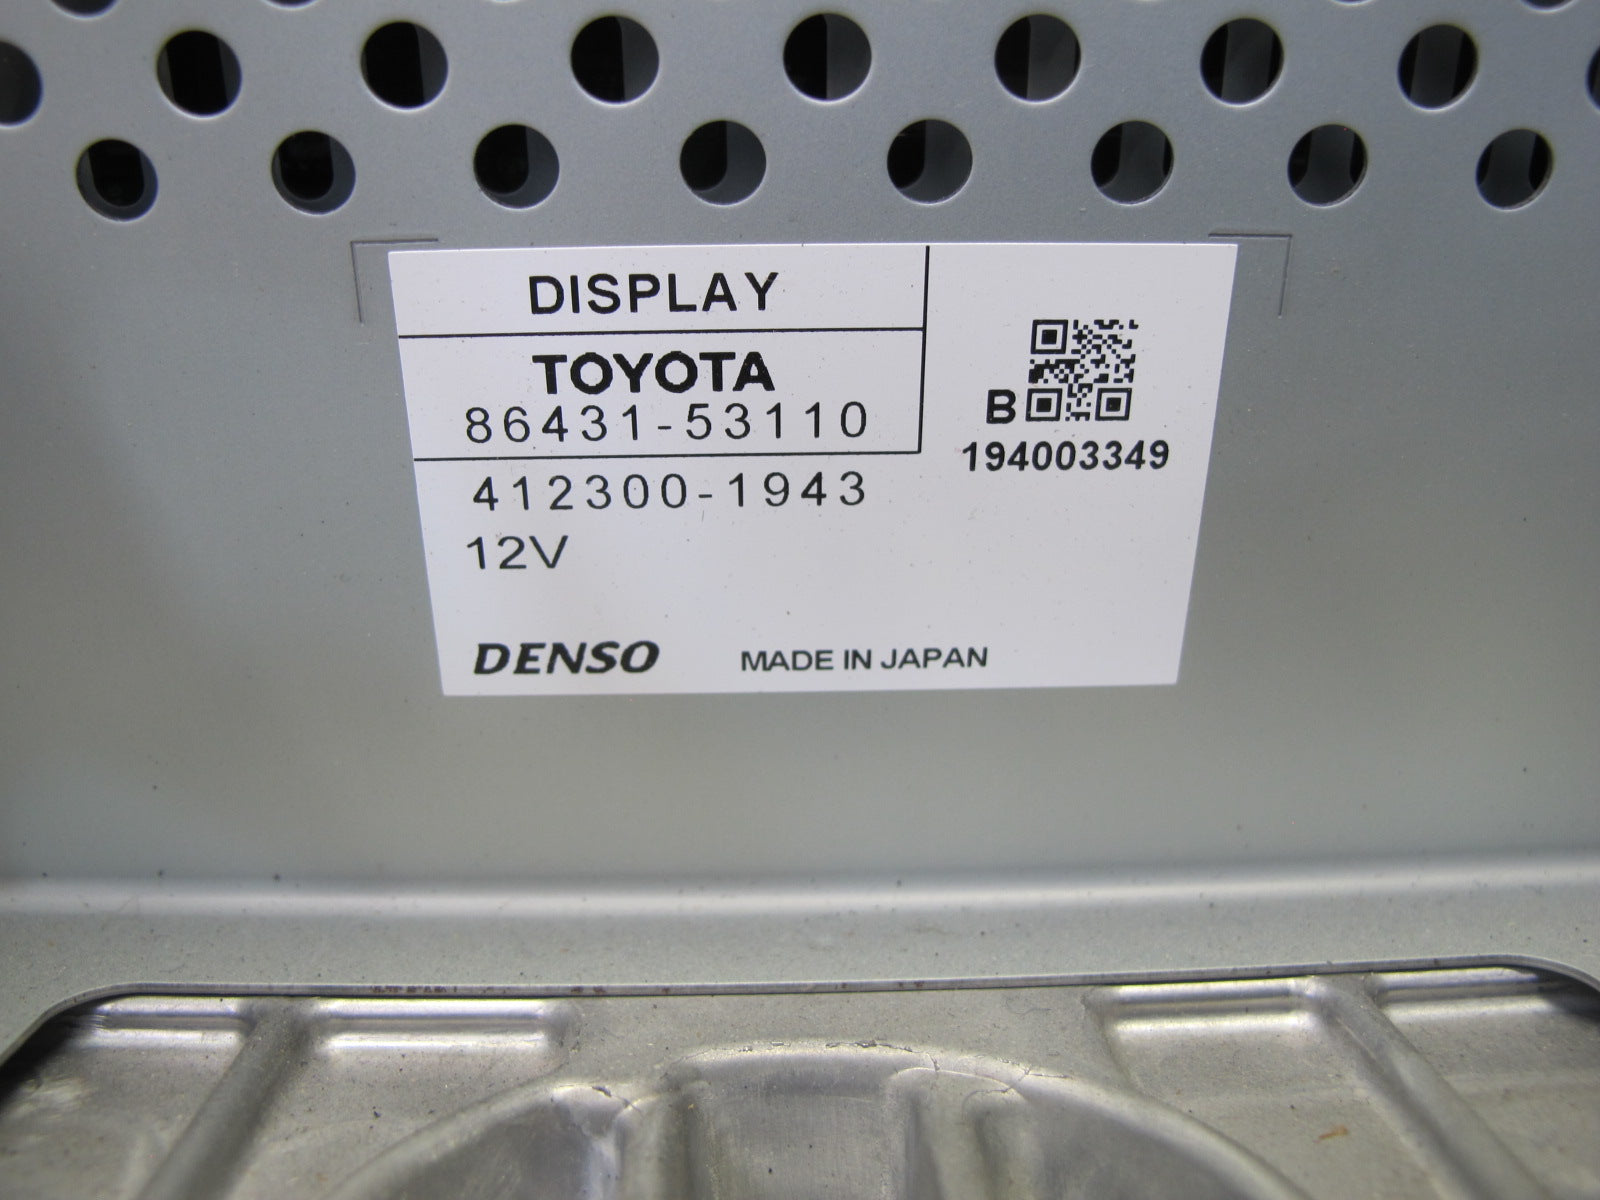 DISPLAY
TOYOTA
86431-53110
412300-1943
12V
DENSO MADE IN JAPAN
B
194003349